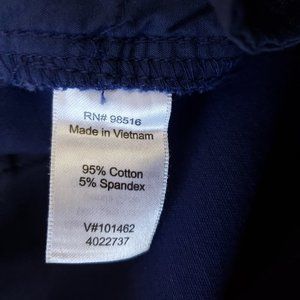 RN# 98516
Made in Vietnam
95% Cotton
5% Spandex
V#101462
4022737